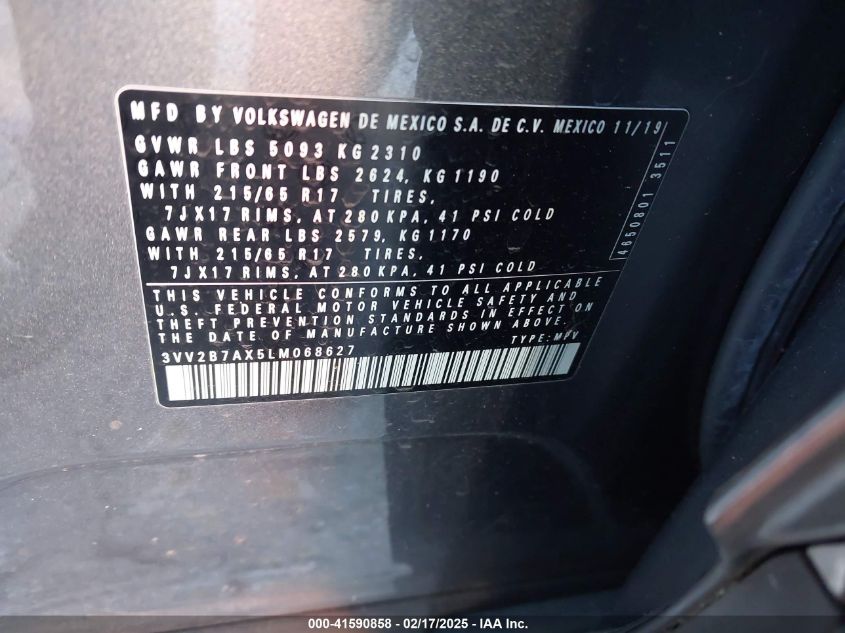 MFD BY VOLKSWAGEN DE MEXICO S.A. DE C.V. MEXICO 11/19
GVWR LBS 5093 KG 2310
GAWR FRONT LBS 2624, KG 1190
WITH 215/65 R17 TIRES,
7JX17 RIMS, AT 280 KPA, 41 PSI COLD
GAWR REAR LBS 2579, KG 1170
WITH 215/65 R17 TIRES,
7JX17 RIMS, AT 280 KPA, 41 PSI COLD
THIS VEHICLE CONFORMS TO ALL APPLICABLE
U.S. FEDERAL MOTOR VEHICLE SAFETY AND
THEFT PREVENTION STANDARDS IN EFFECT ON
THE DATE OF MANUFACTURE SHOWN ABOVE.
TYPE:MPV
3VV2B7AX5LM068627
4650801 3511
000-41590858 - 02/17/2025 - IAA Inc.